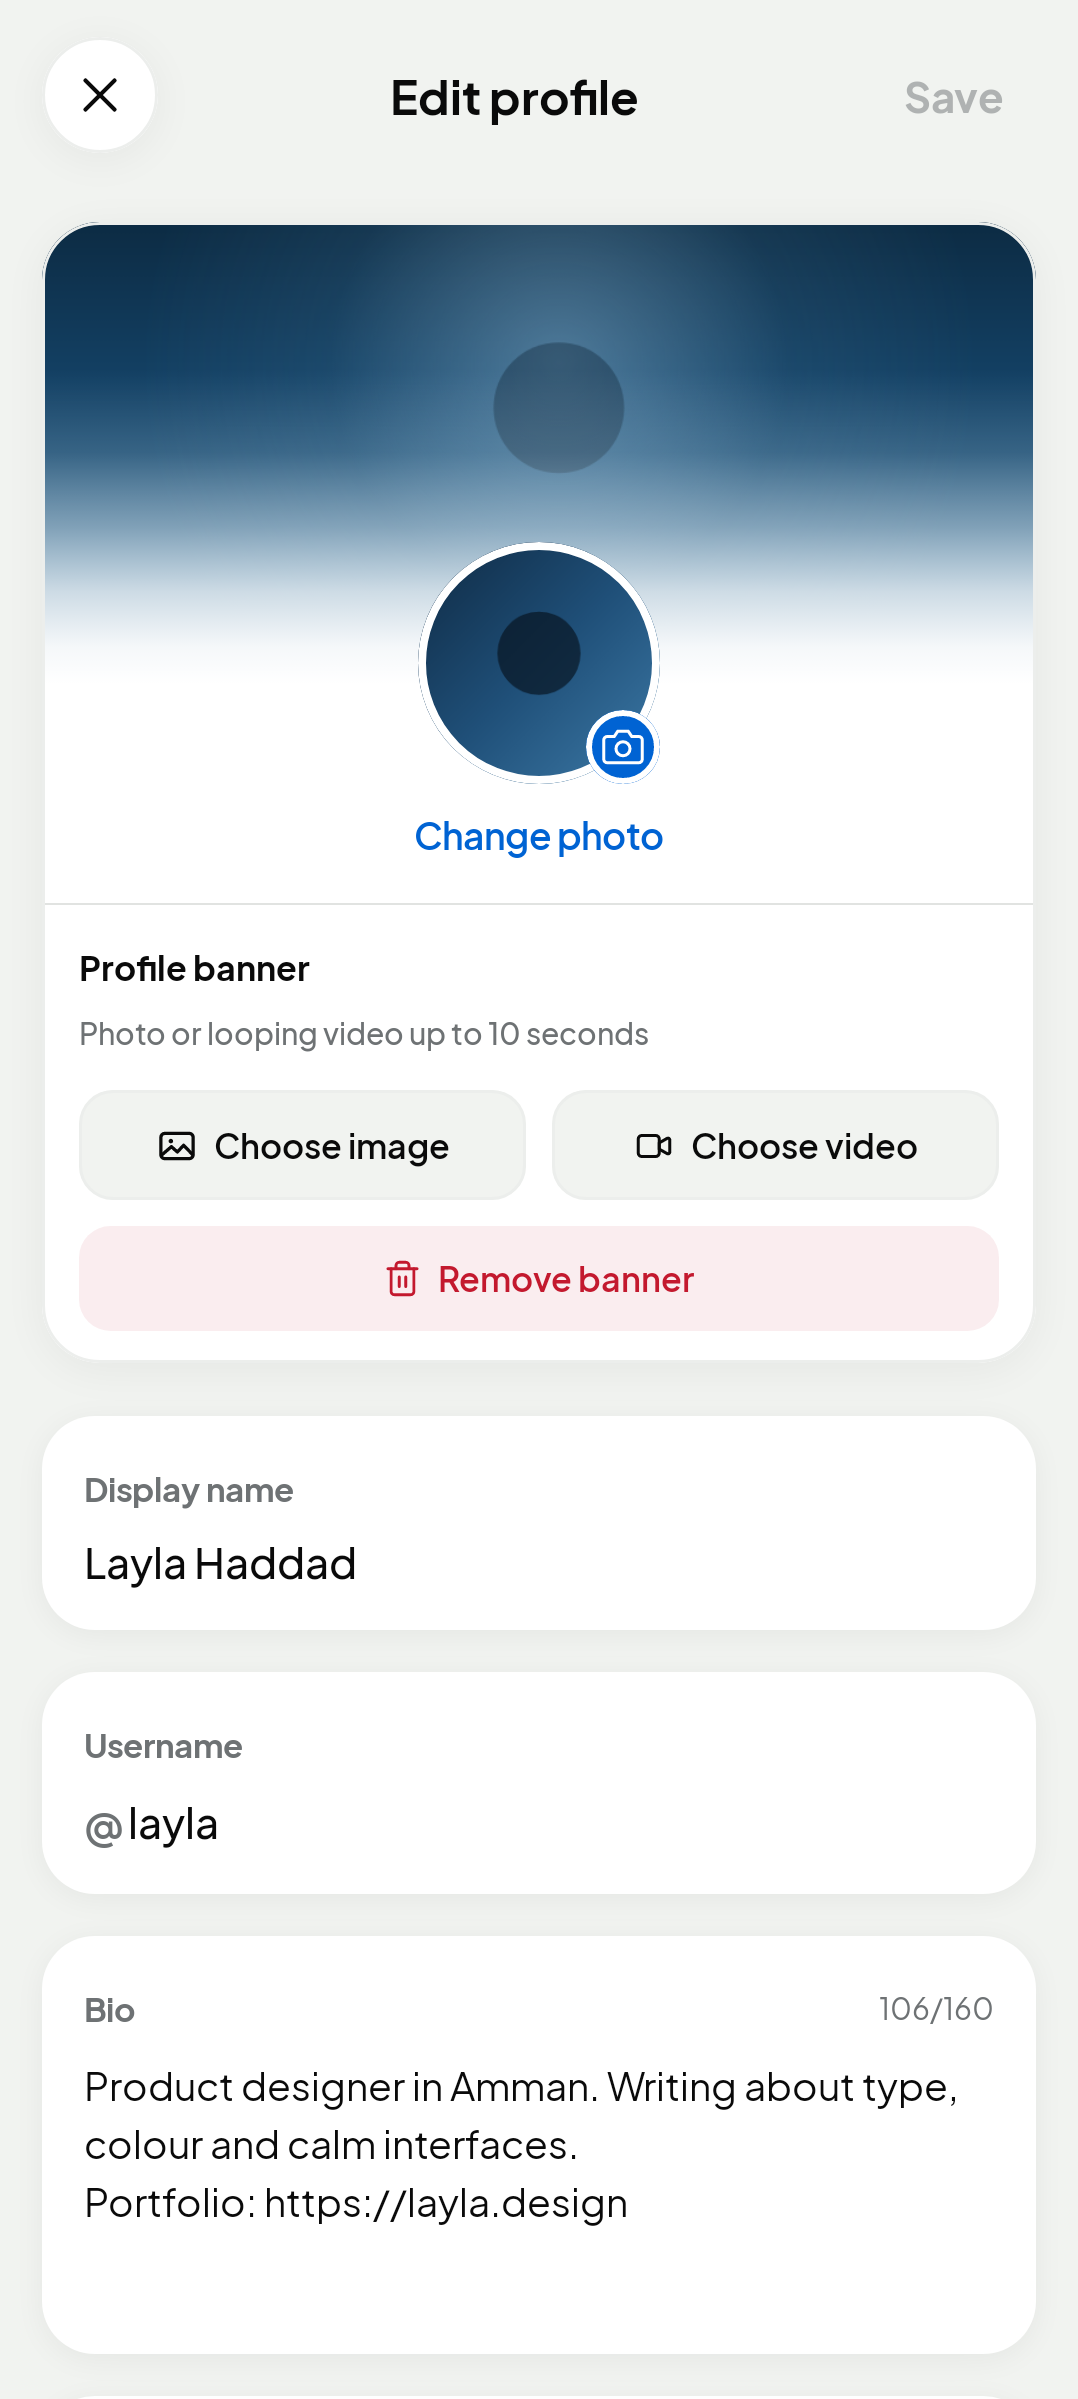 Edit profile
Save
Change photo
Profile banner
Photo or looping video up to 10 seconds
Choose image
Choose video
Remove banner
Display name
Layla Haddad
Username
@layla
Bio
106/160
Product designer in Amman. Writing about type,
colour and calm interfaces.
Portfolio: https://layla.design